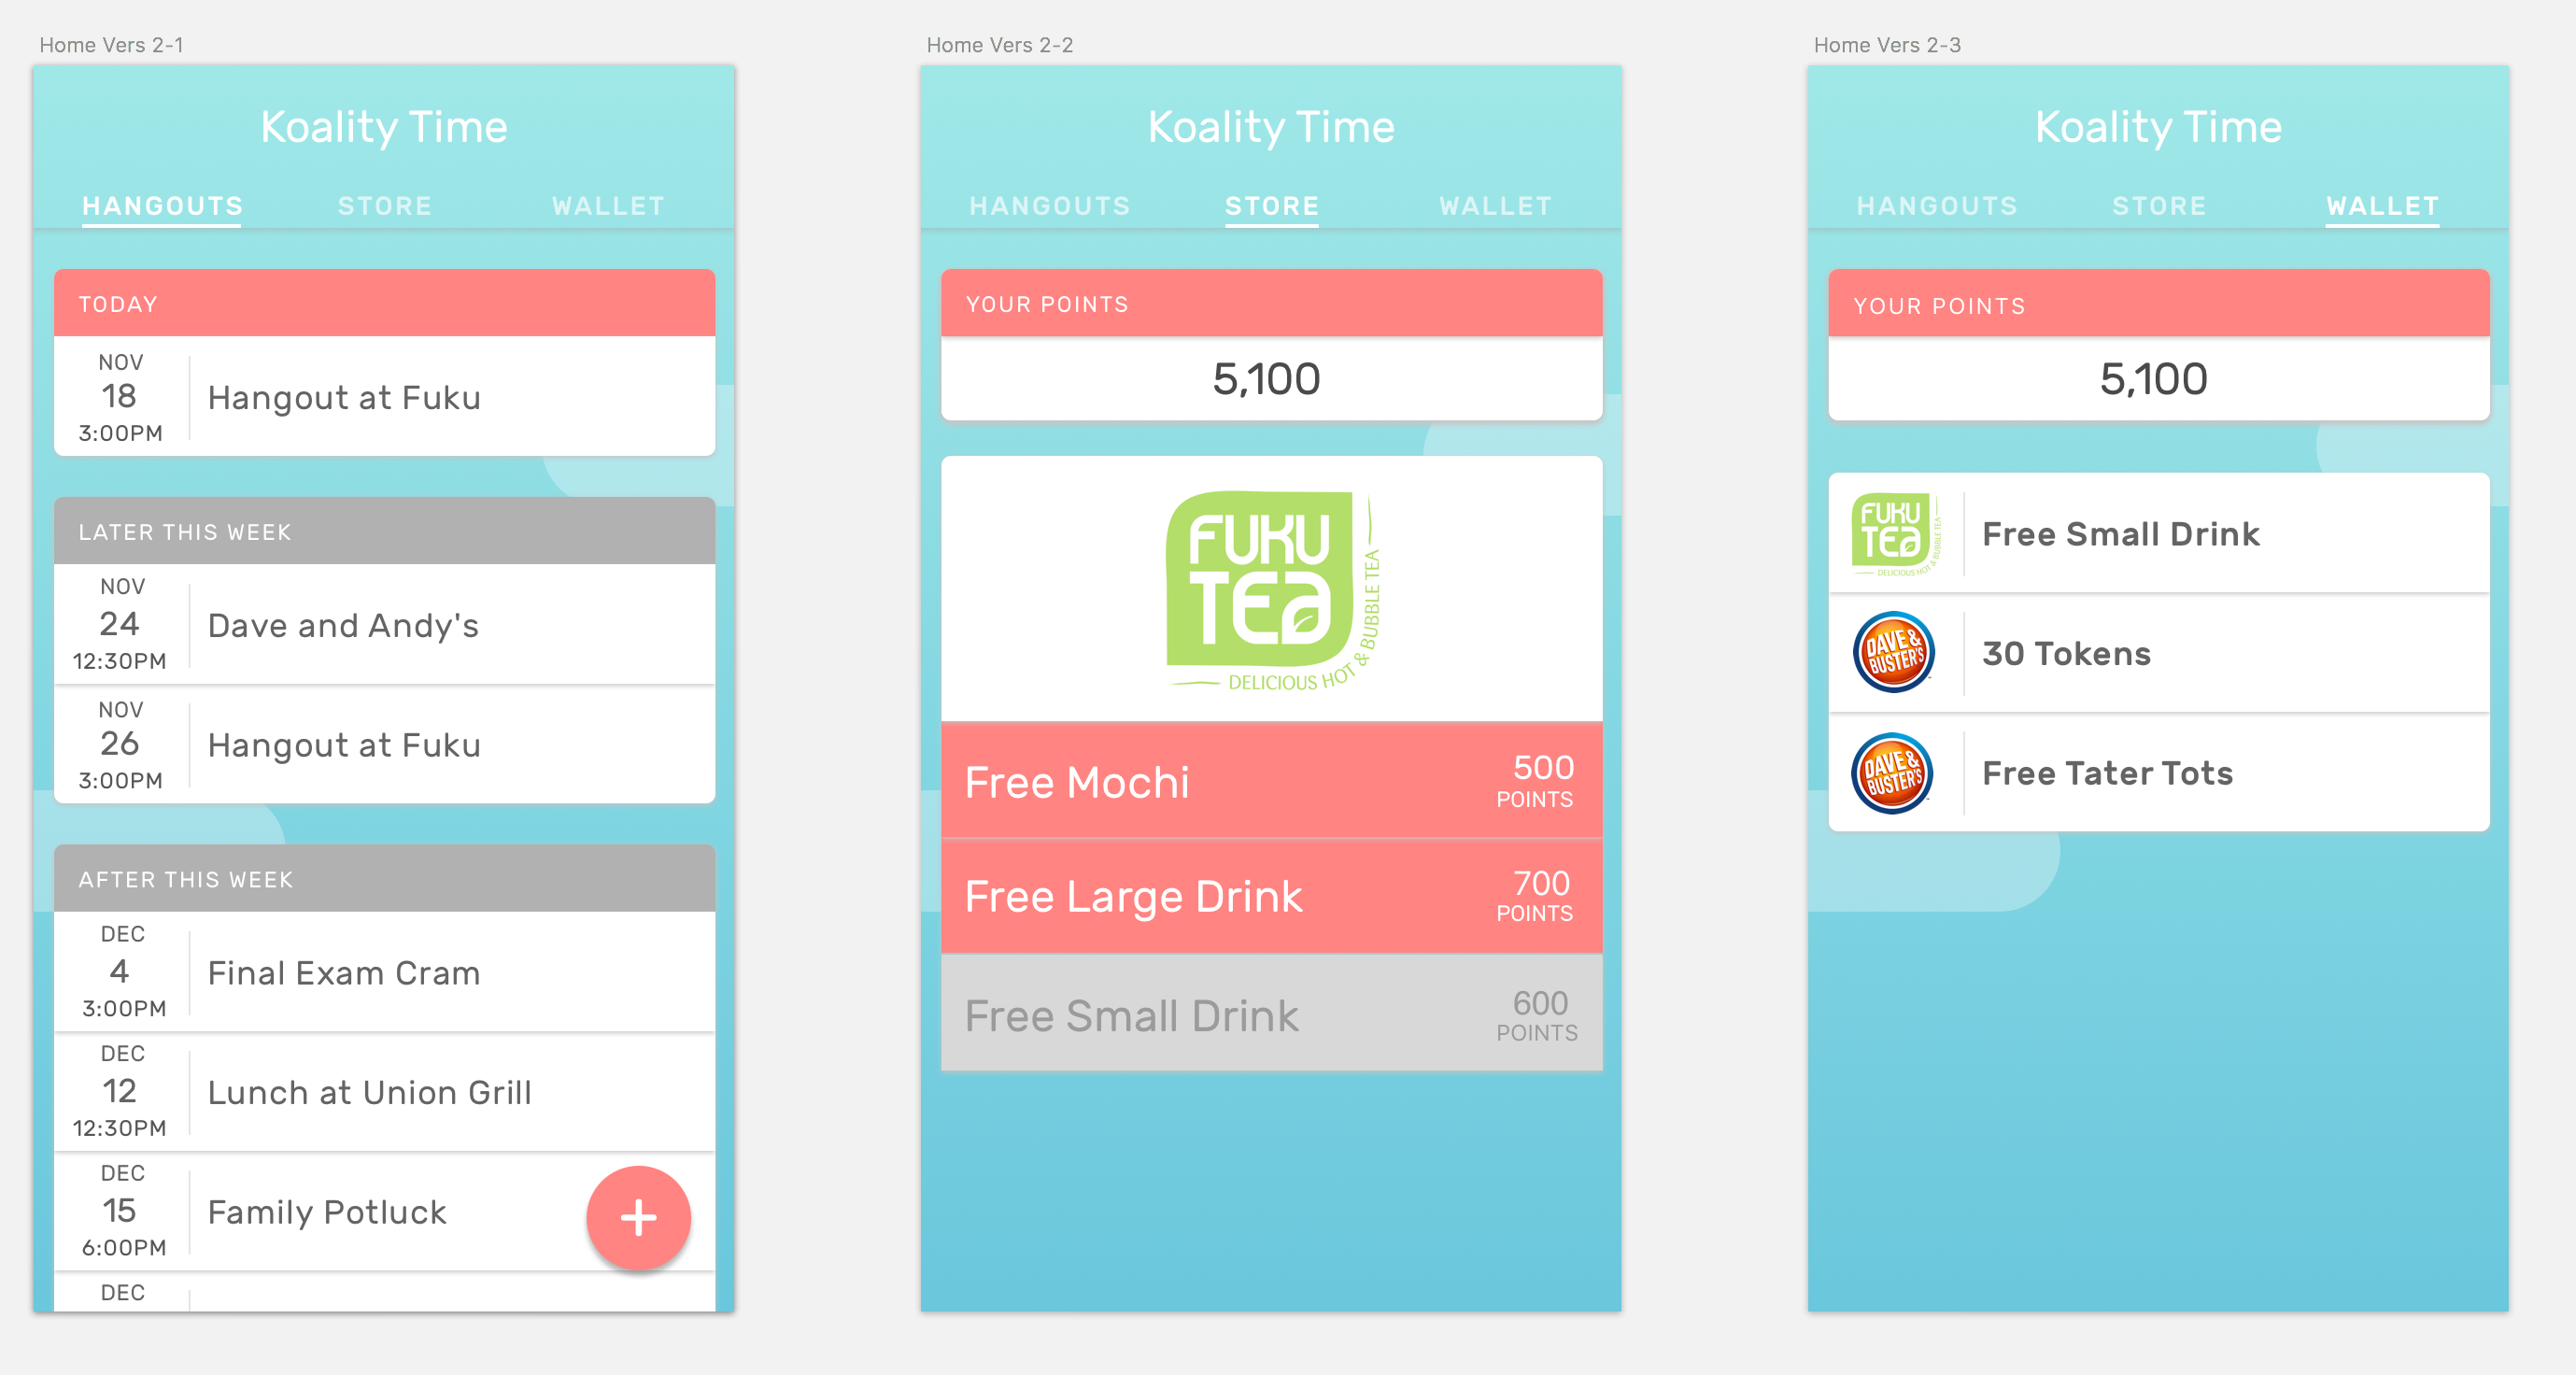 Home Vers 2-1
Koality Time
HANGOUTS STORE WALLET
TODAY
NOV
18
3:00PM
Hangout at Fuku
LATER THIS WEEK
NOV
24
12:30PM
Dave and Andy's
NOV
26
3:00PM
Hangout at Fuku
AFTER THIS WEEK
DEC
4
3:00PM
Final Exam Cram
DEC
12
12:30PM
Lunch at Union Grill
DEC
15
6:00PM
Family Potluck
+
DEC
Home Vers 2-2
Koality Time
HANGOUTS STORE WALLET
YOUR POINTS
5,100
FUKU
TEA
DELICIOUS HOT & BUBBLE TEA
Free Mochi
500
POINTS
Free Large Drink
700
POINTS
Free Small Drink
600
POINTS
Home Vers 2-3
Koality Time
HANGOUTS STORE WALLET
YOUR POINTS
5,100
FUKU
TEA
DELICIOUS HOT & BUBBLE TEA
Free Small Drink
DAVE &
BUSTER'S
30 Tokens
DAVE &
BUSTER'S
Free Tater Tots